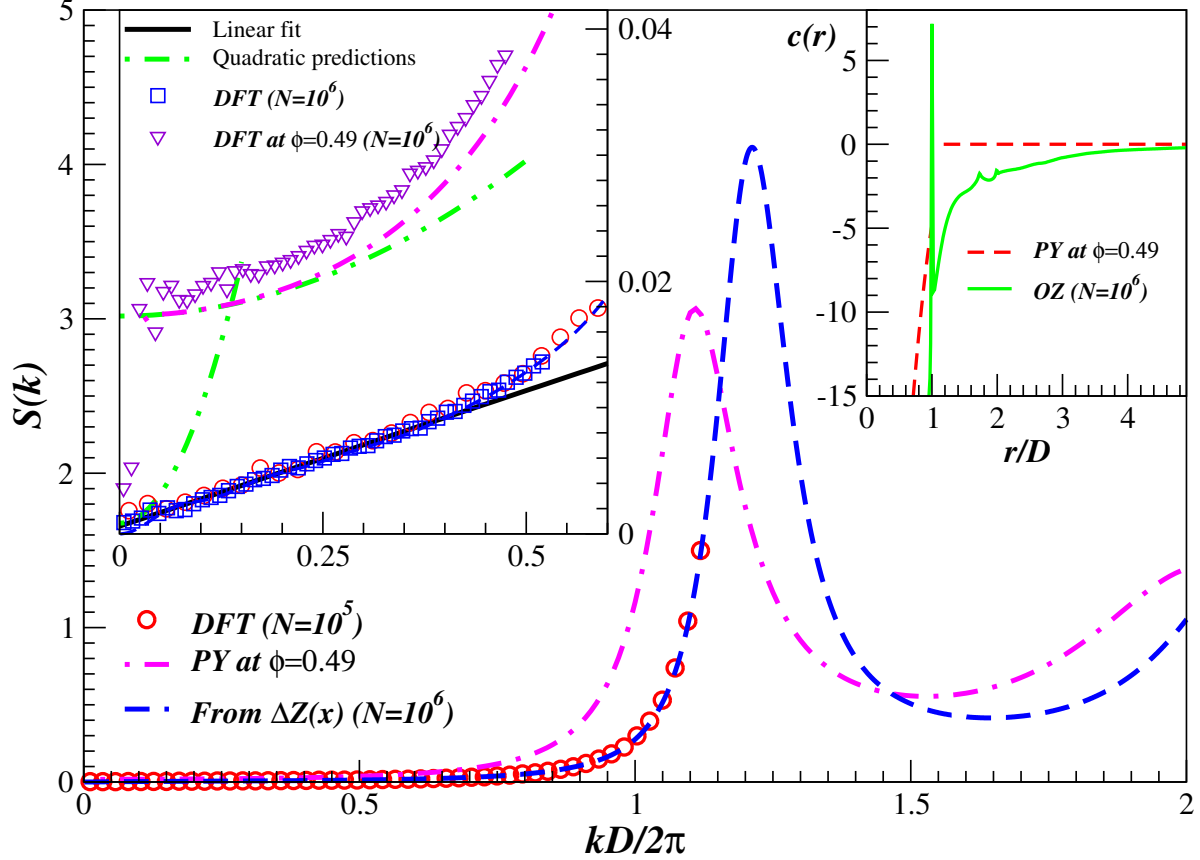 5
4
3
2
1
0
S(k)
0.5
1
1.5
2
kD/2π
Linear fit
Quadratic predictions
DFT (N=10^6)
DFT at ϕ=0.49 (N=10^6)
0.04
0.02
0
0
0.25
0.5
c(r)
5
0
-5
-10
-15
PY at ϕ=0.49
OZ (N=10^6)
0
1
2
3
4
r/D
DFT (N=10^5)
PY at ϕ=0.49
From ΔZ(x) (N=10^6)